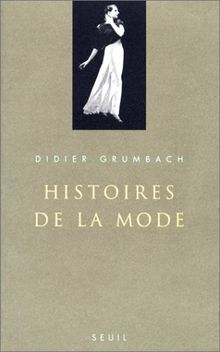 DIDIER GRUMBACH
HISTOIRES
DE LA MODE
SEUIL